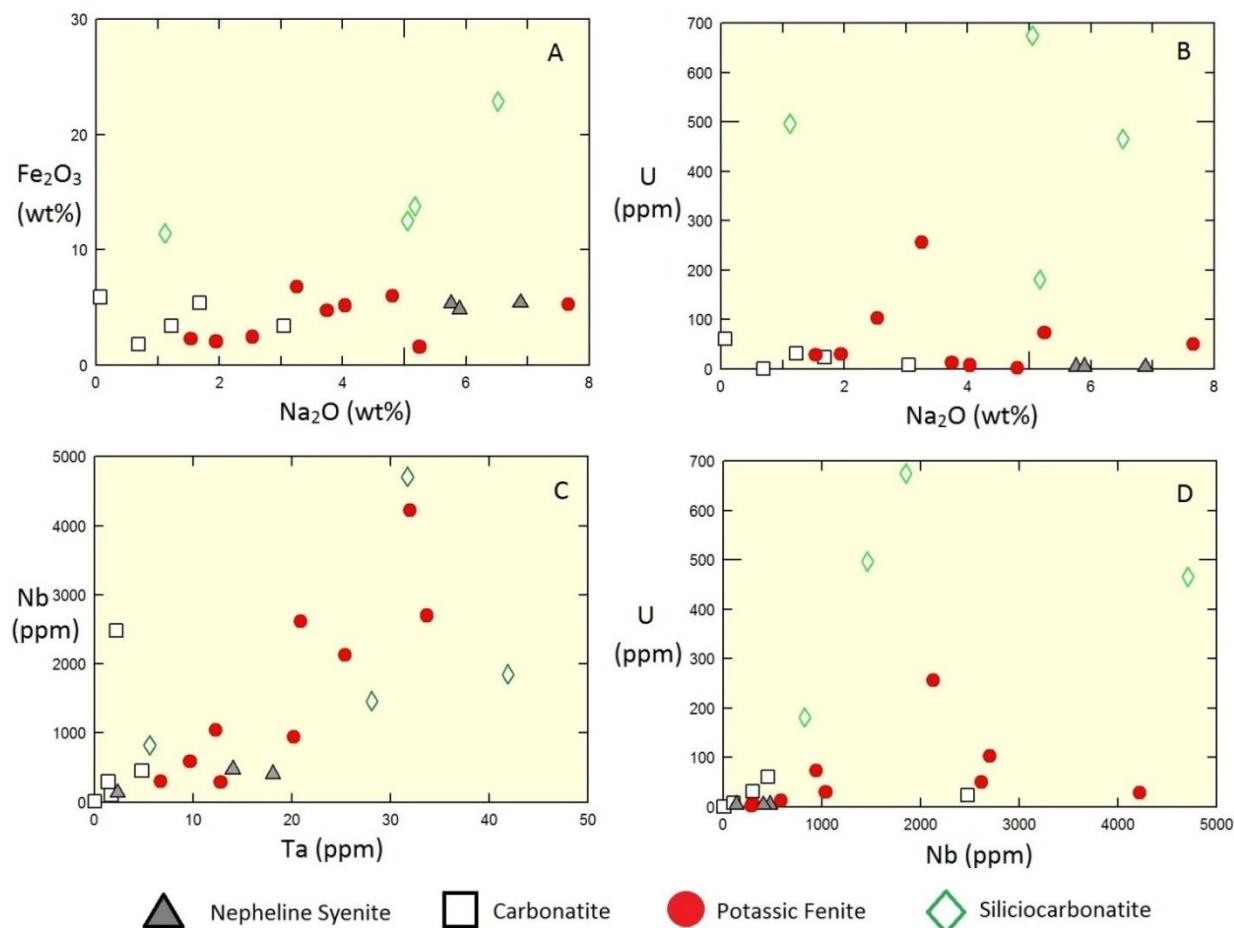 30
A
20
Fe₂O₃
(wt%)
10
0
0 2 4 6 8
Na₂O (wt%)
700
B
600
500
400
U
(ppm)
300
200
100
0
0 2 4 6 8
Na₂O (wt%)
5000
C
4000
Nb
(ppm)
3000
2000
1000
0
0 10 20 30 40 50
Ta (ppm)
700
D
600
500
400
U
(ppm)
300
200
100
0
0 1000 2000 3000 4000 5000
Nb (ppm)
Nepheline Syenite Carbonatite Potassic Fenite Siliciocarbonatite